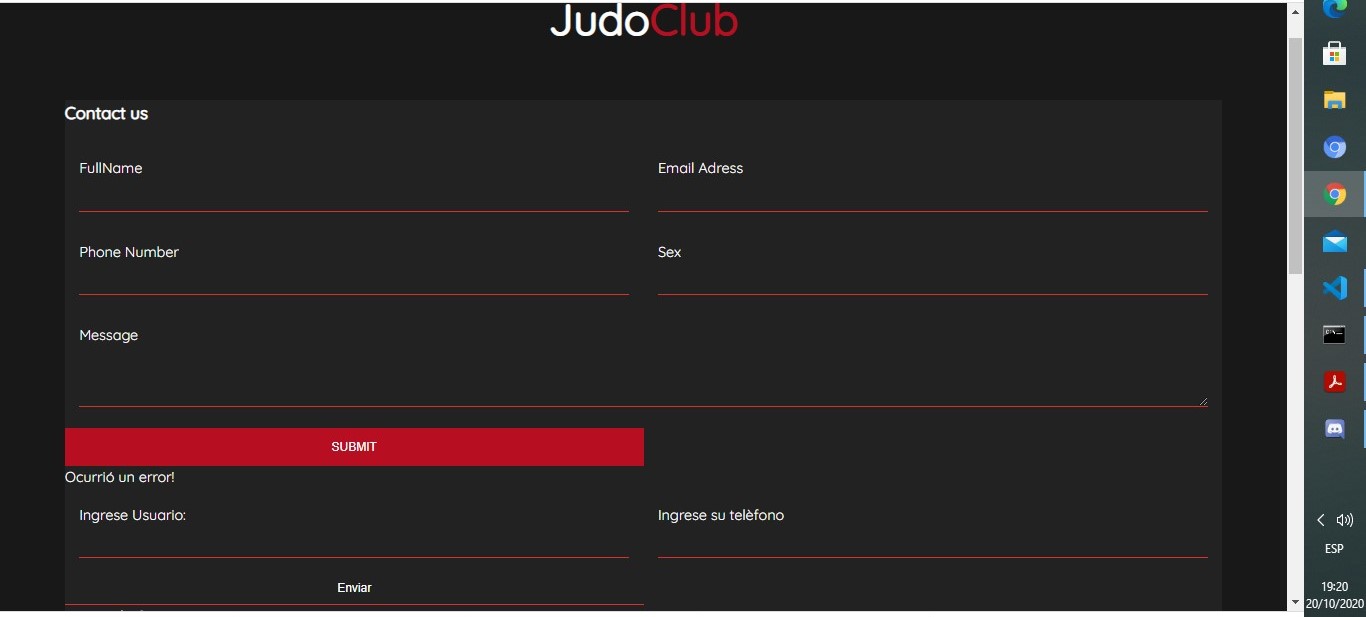 JudoClub
Contact us
FullName
Email Adress
Phone Number
Sex
Message
SUBMIT
Ocurrió un error!
Ingrese Usuario:
Ingrese su telèfono
Enviar
ESP
19:20
20/10/2020